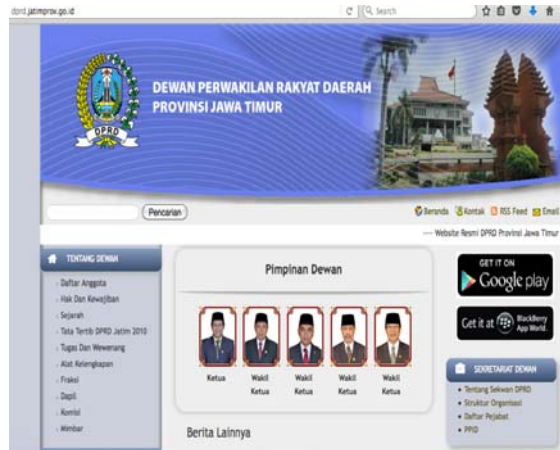 dprd.jatimprov.go.id
Search
DEWAN PERWAKILAN RAKYAT DAERAH
PROVINSI JAWA TIMUR
DPRD
Pencarian
Beranda Kontak RSS Feed Email
--- Website Resmi DPRD Provinsi Jawa Timur
TENTANG DEWAN
Daftar Anggota
Hak Dan Kewajiban
Sejarah
Tata Tertib DPRD Jatim 2010
Tugas Dan Wewenang
Alat Kelengkapan
Fraksi
Dapil
Komisi
Mimbar
Pimpinan Dewan
Ketua
Wakil Ketua
Wakil Ketua
Wakil Ketua
Wakil Ketua
Berita Lainnya
GET IT ON
Google play
Get it at BlackBerry
App World
SEKRETARIAT DEWAN
Tentang Sekwan DPRD
Struktur Organisasi
Daftar Pejabat
PPID